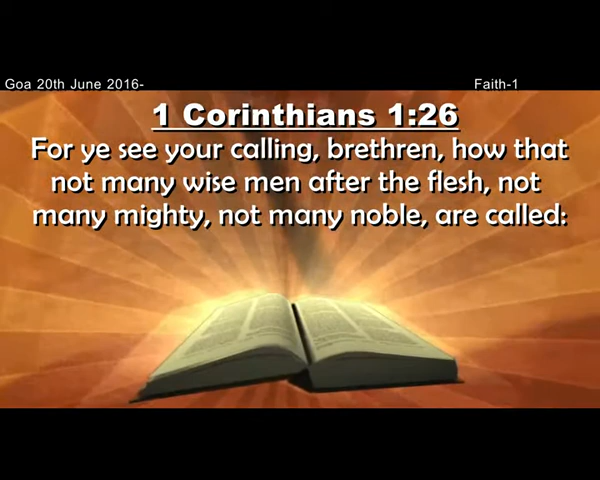 Goa 20th June 2016- Faith-1
1 Corinthians 1:26
For ye see your calling, brethren, how that
not many wise men after the flesh, not
many mighty, not many noble, are called: